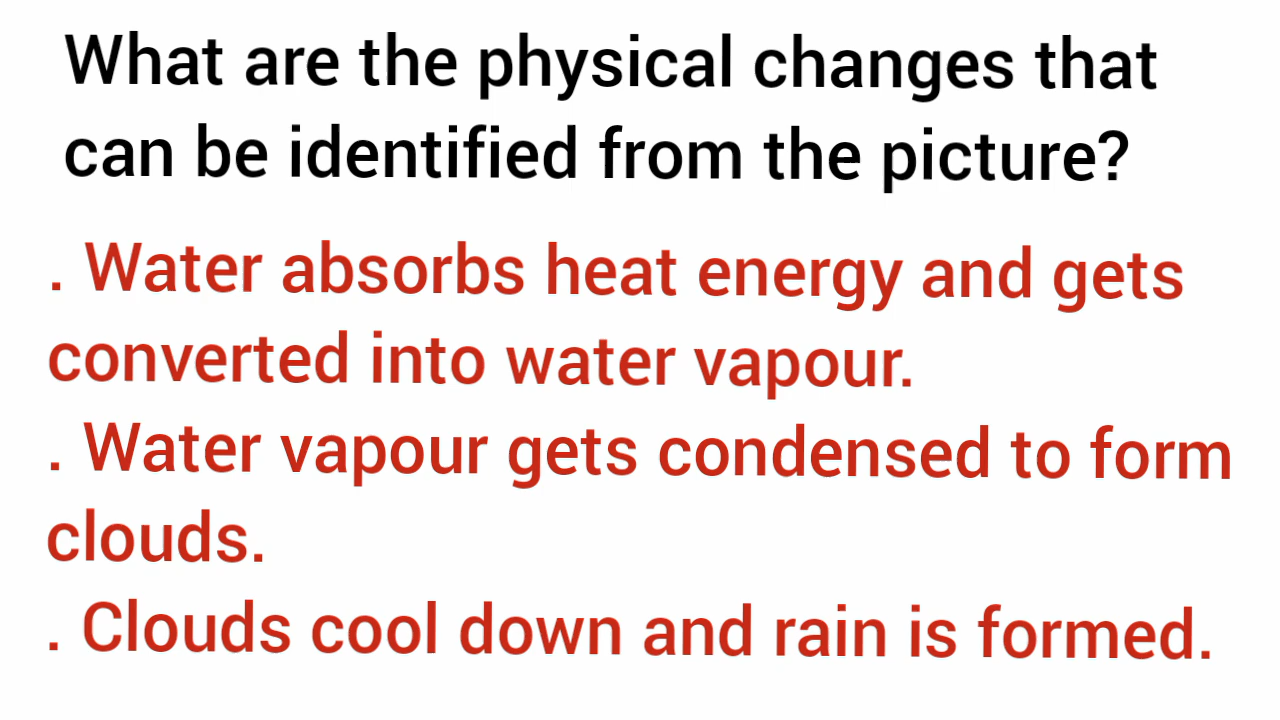 What are the physical changes that
can be identified from the picture?
. Water absorbs heat energy and gets
converted into water vapour.
. Water vapour gets condensed to form
clouds.
. Clouds cool down and rain is formed.